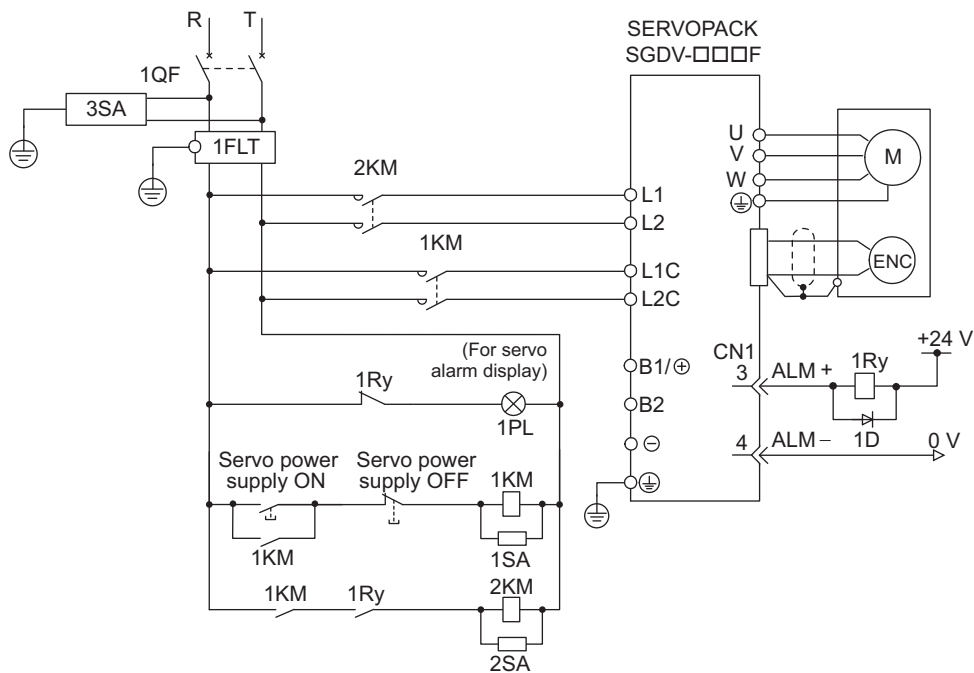 R T
SERVOPACK
SGDV-□□□F
1QF
3SA
1FLT
2KM
L1
L2
1KM
L1C
L2C
U
V
W
M
ENC
(For servo
alarm display)
1Ry
1PL
B1/⊕
B2
⊖
CN1
3 ALM +
1Ry
+24 V
1D
4 ALM −
0 V
Servo power
supply ON
Servo power
supply OFF
1KM
1KM
1SA
1KM
1Ry
2KM
2SA